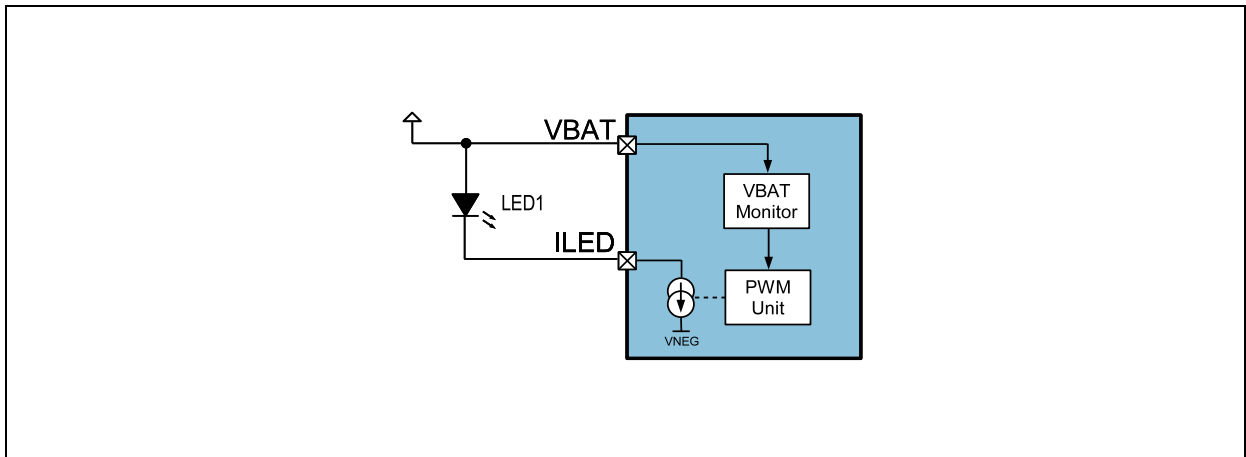 VBAT
LED1
VBAT
Monitor
ILED
PWM
Unit
VNEG